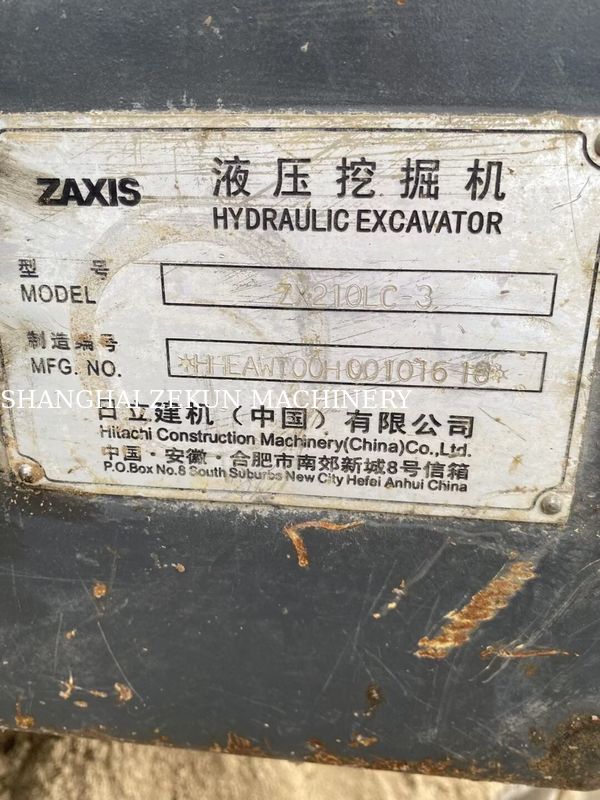 ZAXIS 液压挖掘机
HYDRAULIC EXCAVATOR
型号
MODEL ZX210LC-3
制造编号
MFG. NO. *HHEAWT00H00101610*
SHANGHAI ZEKUN MACHINERY
日立建机(中国)有限公司
Hitachi Construction Machinery(China)Co.,Ltd.
中国·安徽·合肥市南郊新城8号信箱
P.O.Box No.8 South Suburbs New City Hefei Anhui China